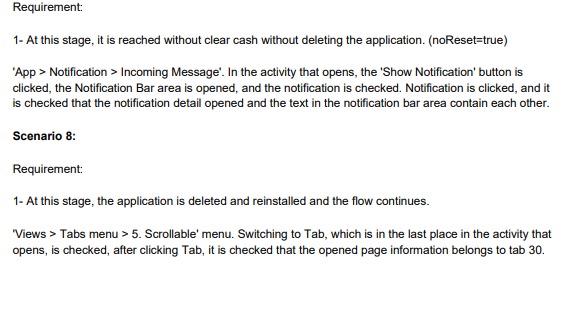 Requirement:
1- At this stage, it is reached without clear cash without deleting the application. (noReset=true)
'App > Notification > Incoming Message'. In the activity that opens, the 'Show Notification' button is
clicked, the Notification Bar area is opened, and the notification is checked. Notification is clicked, and it
is checked that the notification detail opened and the text in the notification bar area contain each other.
Scenario 8:
Requirement:
1- At this stage, the application is deleted and reinstalled and the flow continues.
'Views > Tabs menu > 5. Scrollable' menu. Switching to Tab, which is in the last place in the activity that
opens, is checked, after clicking Tab, it is checked that the opened page information belongs to tab 30.